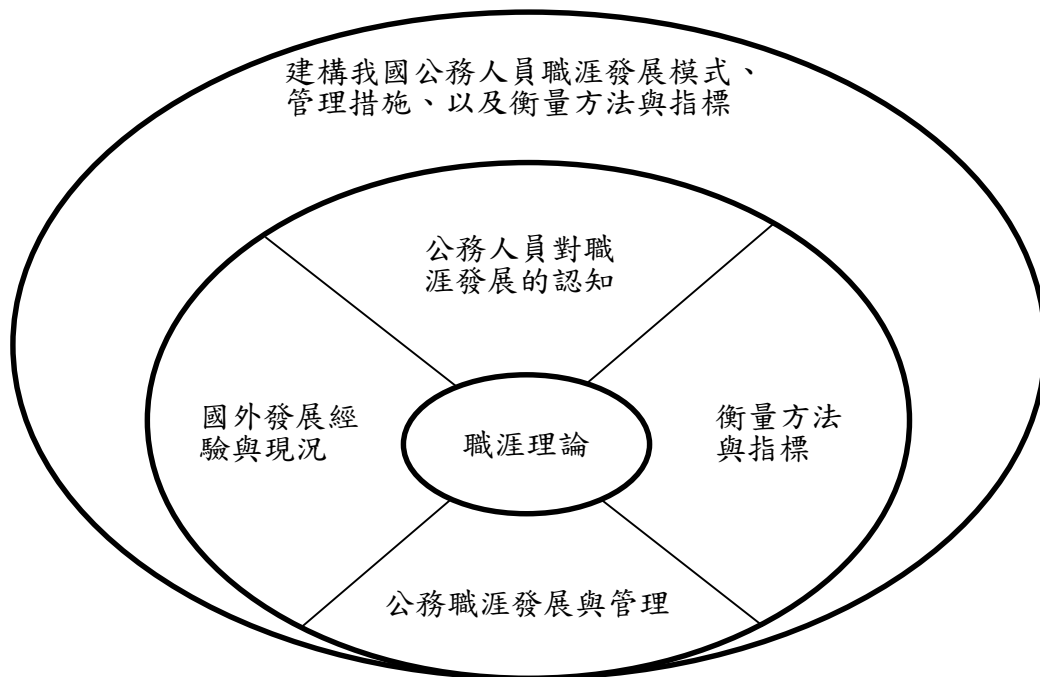 建構我國公務人員職涯發展模式、
管理措施、以及衡量方法與指標
公務人員對職
涯發展的認知
國外發展經
驗與現況
職涯理論
衡量方法
與指標
公務職涯發展與管理